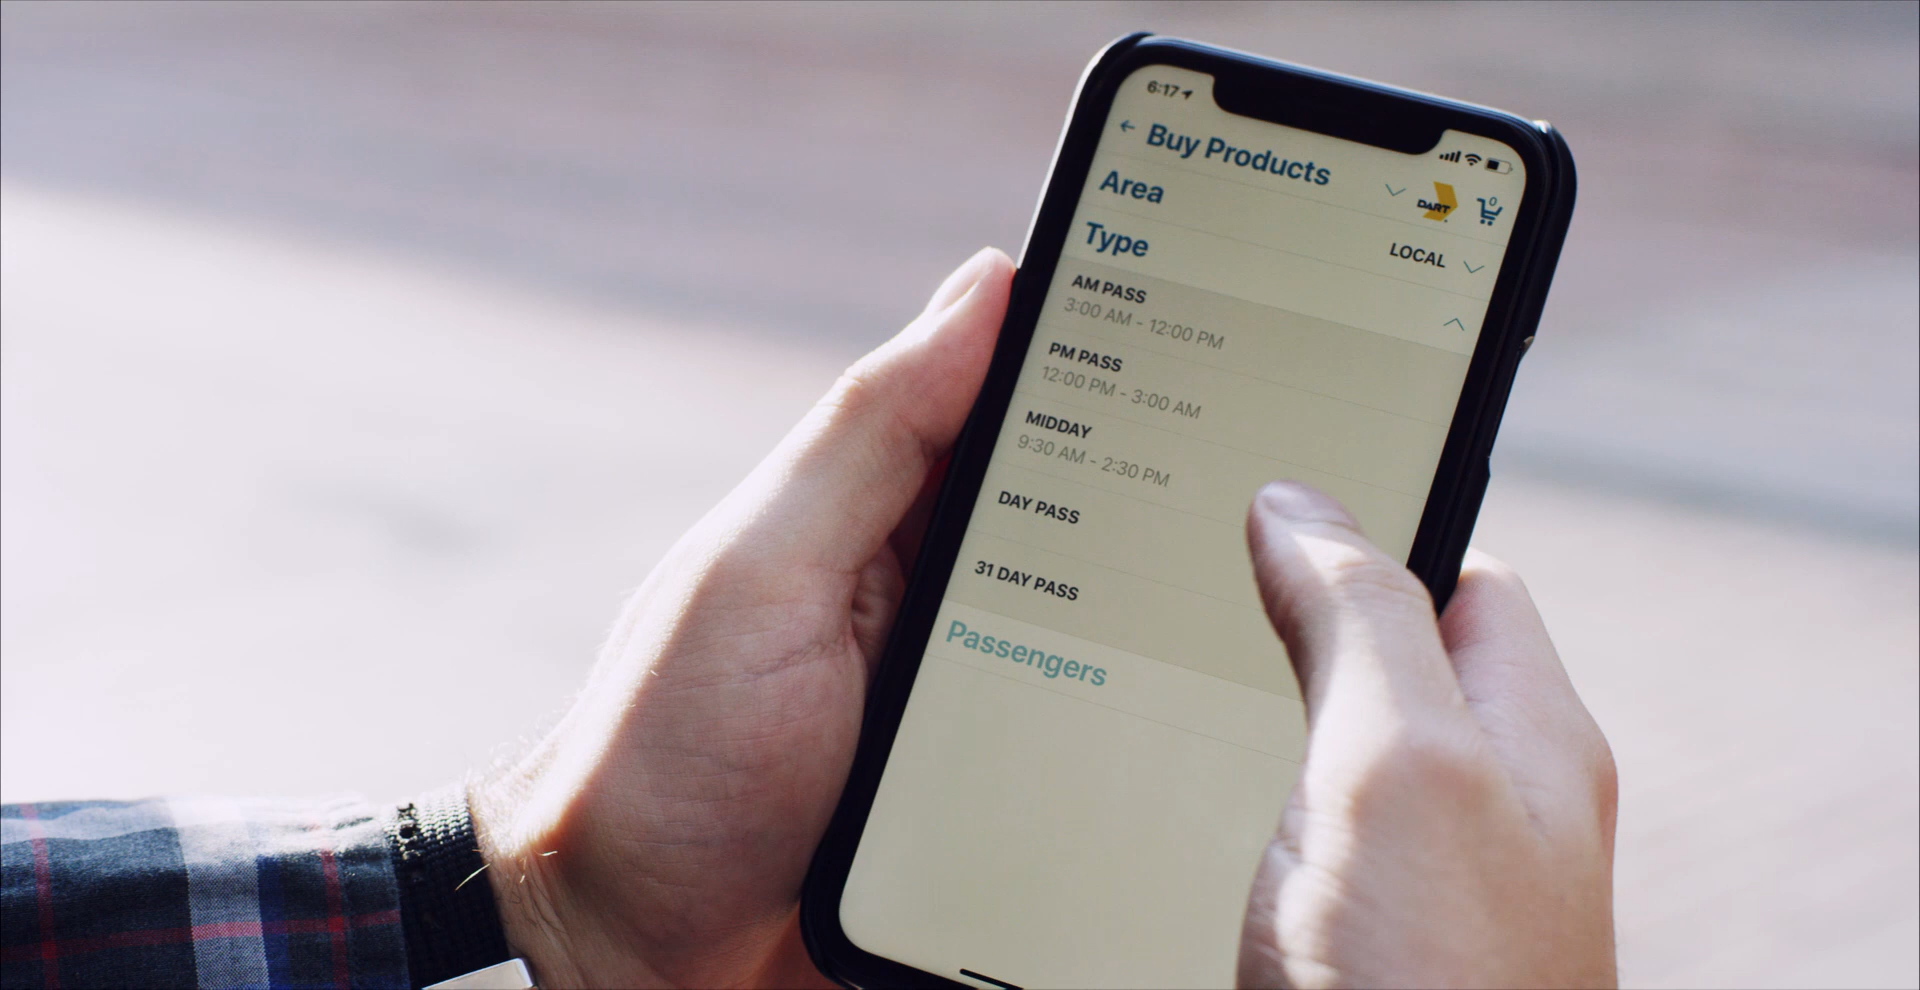 6:17
Buy Products
DART
0
Area
LOCAL
Type
AM PASS
3:00 AM - 12:00 PM
PM PASS
12:00 PM - 3:00 AM
MIDDAY
9:30 AM - 2:30 PM
DAY PASS
31 DAY PASS
Passengers